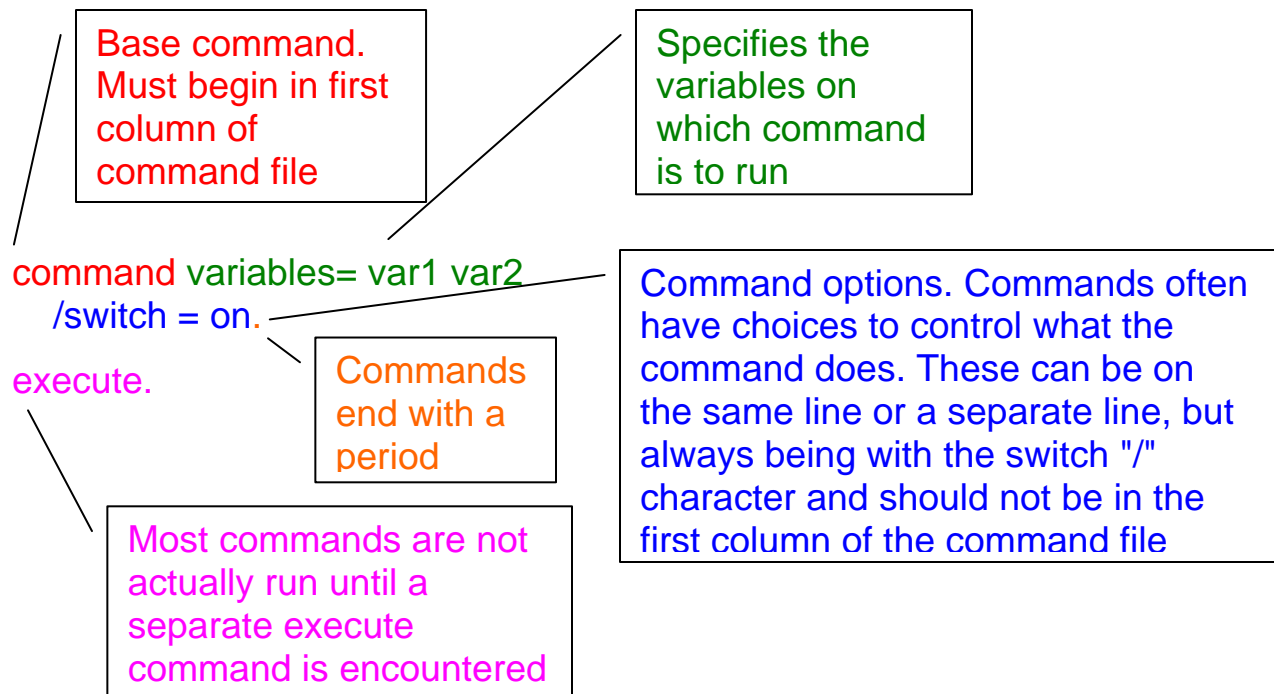 Base command.
Must begin in first
column of
command file
Specifies the
variables on
which command
is to run
command variables= var1 var2
/switch = on.
execute.
Commands
end with a
period
Command options. Commands often
have choices to control what the
command does. These can be on
the same line or a separate line, but
always being with the switch "/"
character and should not be in the
first column of the command file
Most commands are not
actually run until a
separate execute
command is encountered